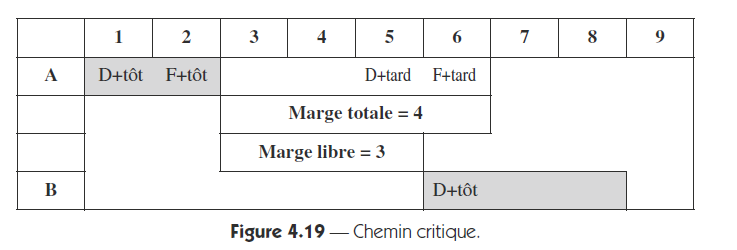 1 2 3 4 5 6 7 8 9
A D+tôt F+tôt D+tard F+tard
Marge totale = 4
Marge libre = 3
B D+tôt
Figure 4.19 — Chemin critique.